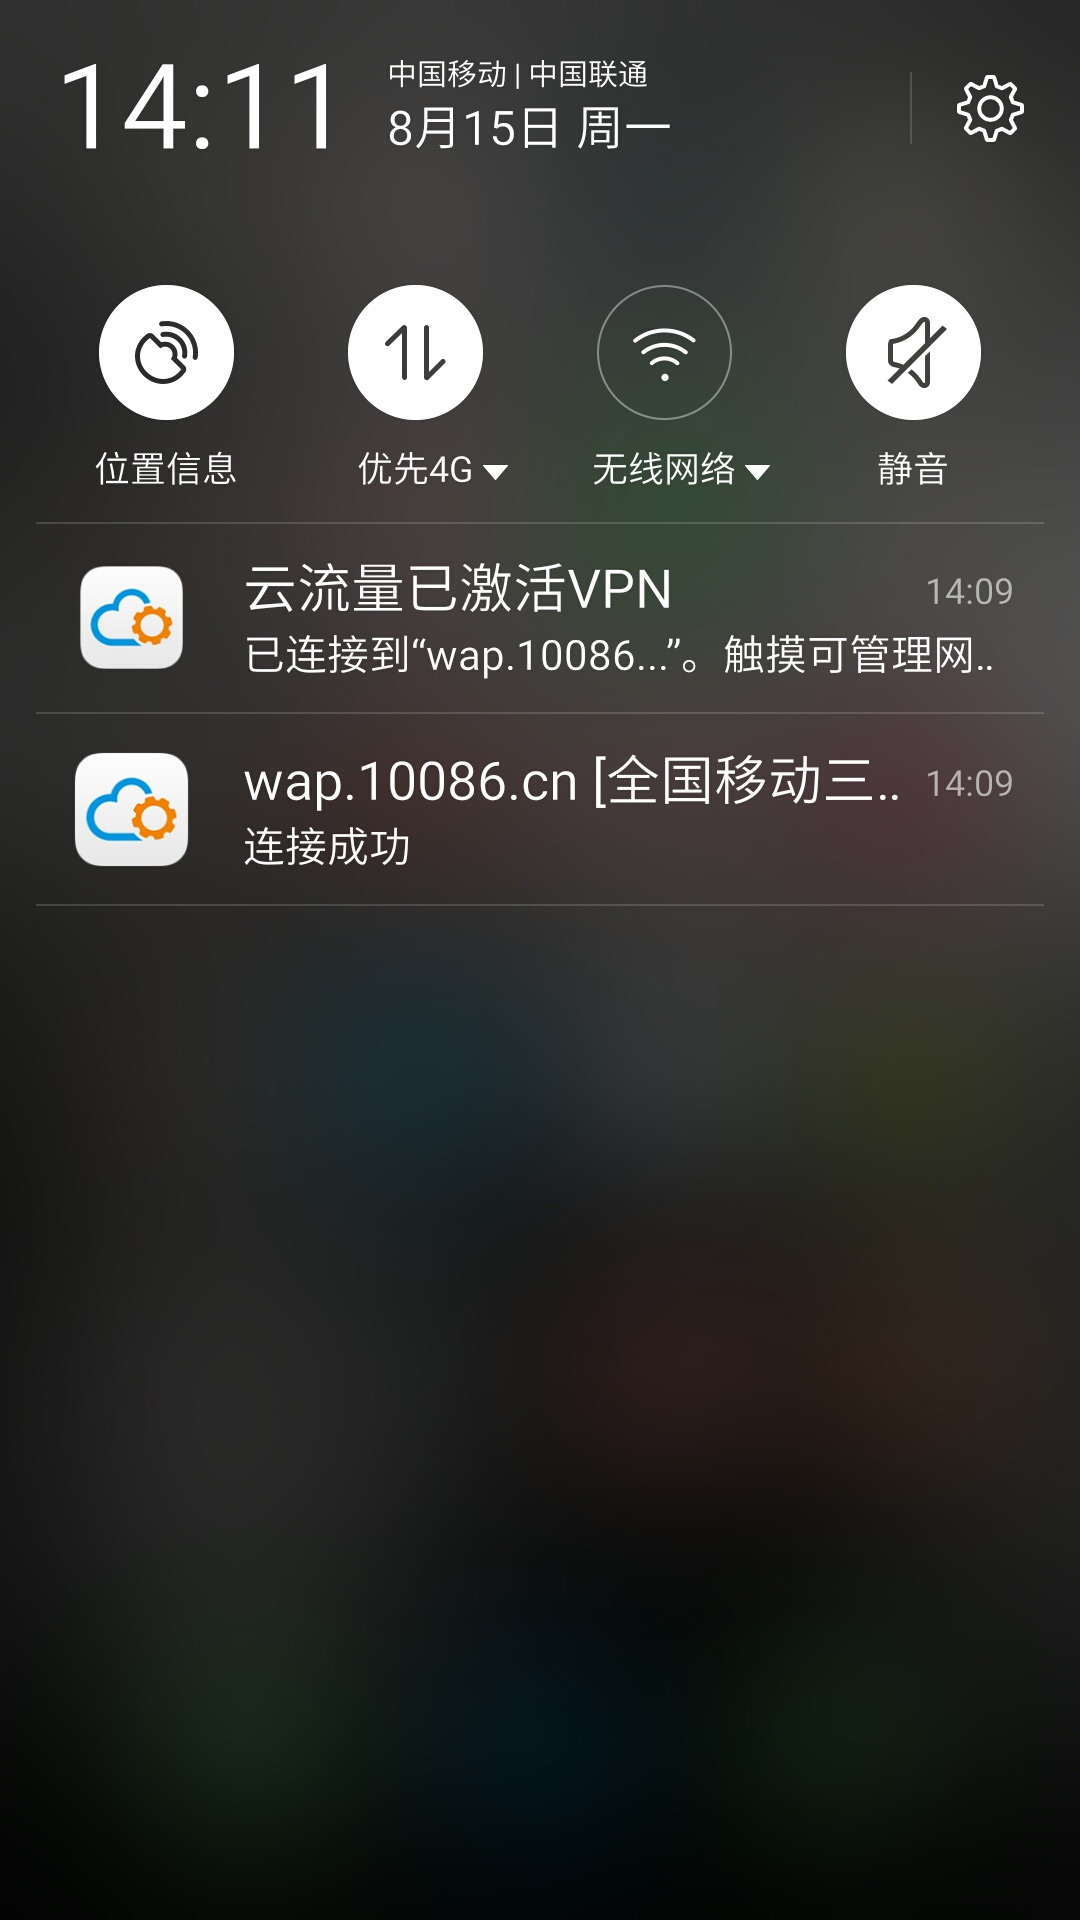 14:11
中国移动 | 中国联通
8月15日 周一
位置信息
优先4G
无线网络
静音
云流量已激活VPN
14:09
已连接到“wap.10086...”。触摸可管理网..
wap.10086.cn [全国移动三..
14:09
连接成功